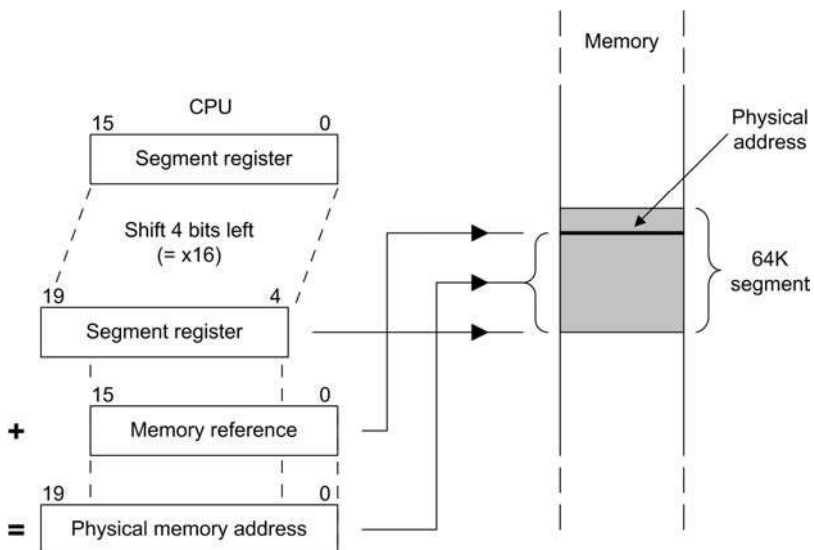 Memory
CPU
15 0
Segment register
Physical
address
Shift 4 bits left
(= x16)
64K
segment
19 4
Segment register
15 0
+ Memory reference
19 0
= Physical memory address